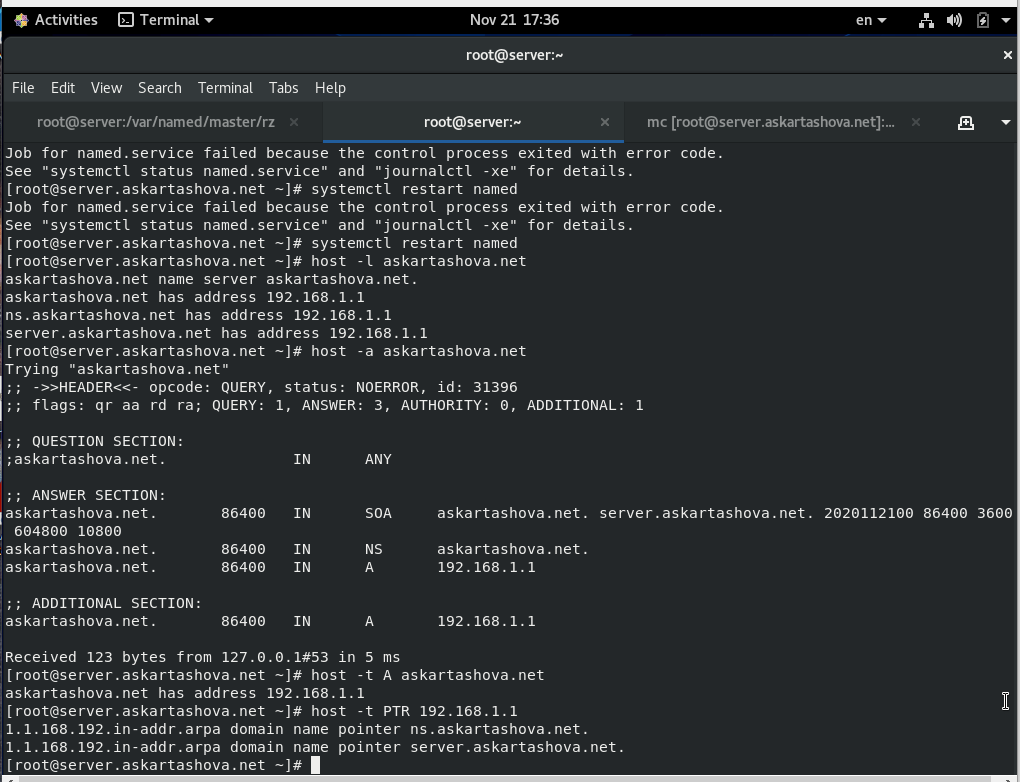 Activities Terminal Nov 21 17:36 en
root@server:~
File Edit View Search Terminal Tabs Help
root@server:/var/named/master/rz root@server:~ mc [root@server.askartashova.net]:...
Job for named.service failed because the control process exited with error code.
See "systemctl status named.service" and "journalctl -xe" for details.
[root@server.askartashova.net ~]# systemctl restart named
Job for named.service failed because the control process exited with error code.
See "systemctl status named.service" and "journalctl -xe" for details.
[root@server.askartashova.net ~]# systemctl restart named
[root@server.askartashova.net ~]# host -l askartashova.net
askartashova.net name server askartashova.net.
askartashova.net has address 192.168.1.1
ns.askartashova.net has address 192.168.1.1
server.askartashova.net has address 192.168.1.1
[root@server.askartashova.net ~]# host -a askartashova.net
Trying "askartashova.net"
;; ->>HEADER<<- opcode: QUERY, status: NOERROR, id: 31396
;; flags: qr aa rd ra; QUERY: 1, ANSWER: 3, AUTHORITY: 0, ADDITIONAL: 1
;; QUESTION SECTION:
;askartashova.net. IN ANY
;; ANSWER SECTION:
askartashova.net. 86400 IN SOA askartashova.net. server.askartashova.net. 2020112100 86400 3600
604800 10800
askartashova.net. 86400 IN NS askartashova.net.
askartashova.net. 86400 IN A 192.168.1.1
;; ADDITIONAL SECTION:
askartashova.net. 86400 IN A 192.168.1.1
Received 123 bytes from 127.0.0.1#53 in 5 ms
[root@server.askartashova.net ~]# host -t A askartashova.net
askartashova.net has address 192.168.1.1
[root@server.askartashova.net ~]# host -t PTR 192.168.1.1
1.1.168.192.in-addr.arpa domain name pointer ns.askartashova.net.
1.1.168.192.in-addr.arpa domain name pointer server.askartashova.net.
[root@server.askartashova.net ~]#